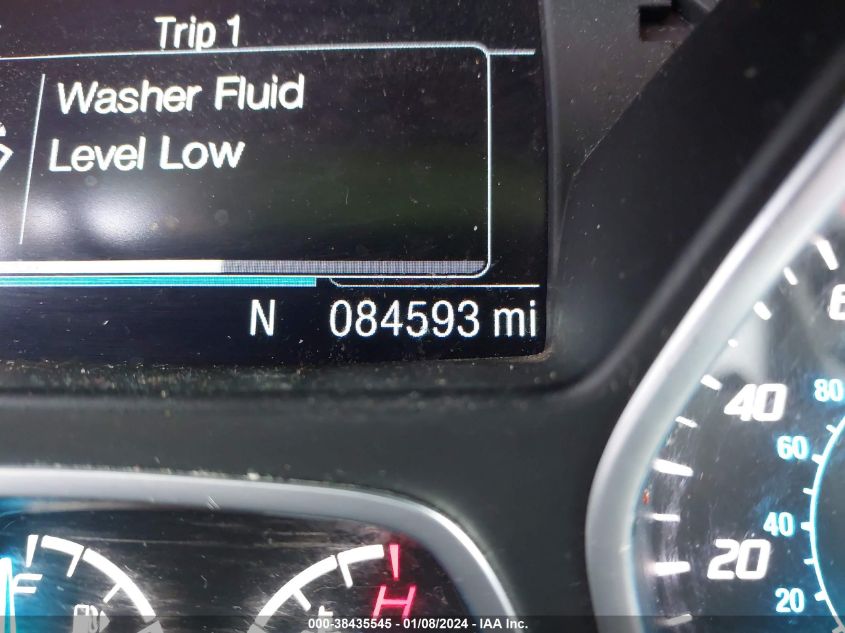 Trip 1
Washer Fluid
Level Low
N 084593 mi
40 80
60
40
20
20
F H
000-38435545 - 01/08/2024 - IAA Inc.